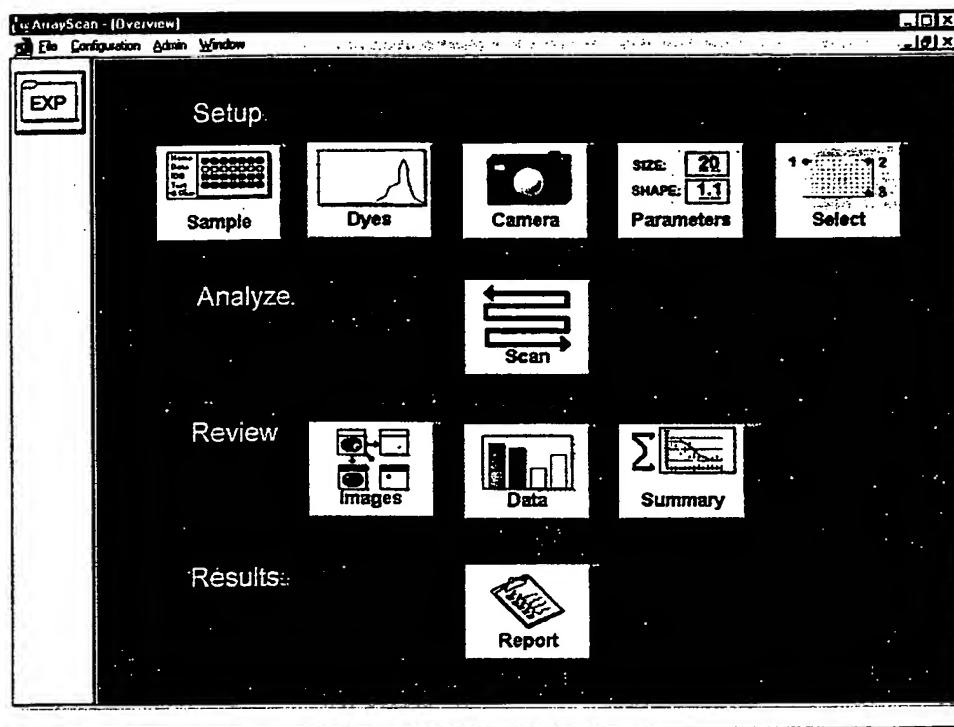 ArrayScan - [Overview]
File Configuration Admin Window
EXP
Setup
SIZE: 20
SHAPE: 1.1
1 2
3
Sample Dyes Camera Parameters Select
Analyze
Scan
Review
Images Data Summary
Σ
Results
Report